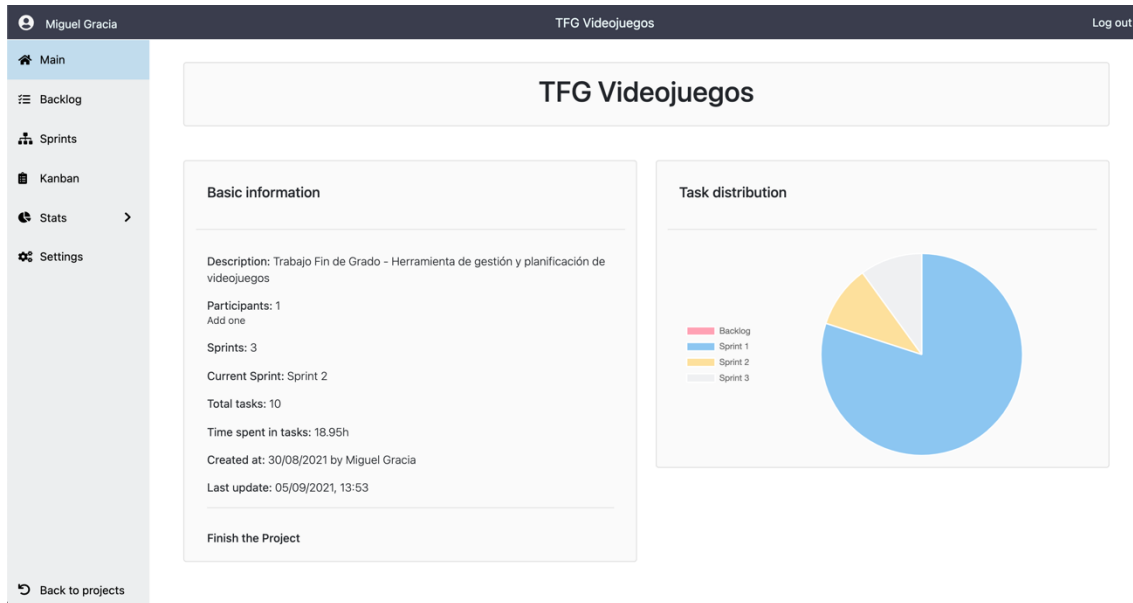 Miguel Gracia
TFG Videojuegos
Log out
Main
Backlog
Sprints
Kanban
Stats
Settings
Back to projects
TFG Videojuegos
Basic information
Description: Trabajo Fin de Grado - Herramienta de gestión y planificación de
videojuegos
Participants: 1
Add one
Sprints: 3
Current Sprint: Sprint 2
Total tasks: 10
Time spent in tasks: 18.95h
Created at: 30/08/2021 by Miguel Gracia
Last update: 05/09/2021, 13:53
Finish the Project
Task distribution
Backlog
Sprint 1
Sprint 2
Sprint 3